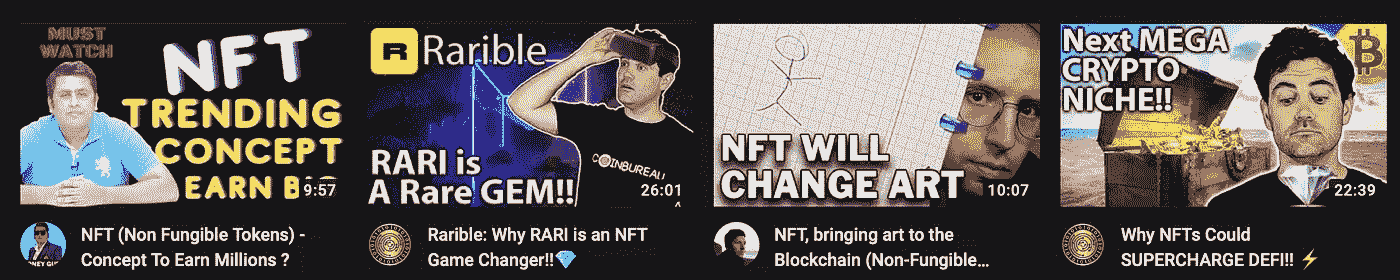 MUST
WATCH
NFT
TRENDING
CONCEPT
EARN
9:57
NFT (Non Fungible Tokens) -
Concept To Earn Millions ?
R Rarible
RARI is
A Rare GEM!!
COINBUREAU
26:01
Rarible: Why RARI is an NFT
Game Changer!!💎
NFT WILL
CHANGE ART
10:07
NFT, bringing art to the
Blockchain (Non-Fungible...
Next MEGA
CRYPTO
NICHE!!
22:39
Why NFTs Could
SUPERCHARGE DEFI!! ⚡